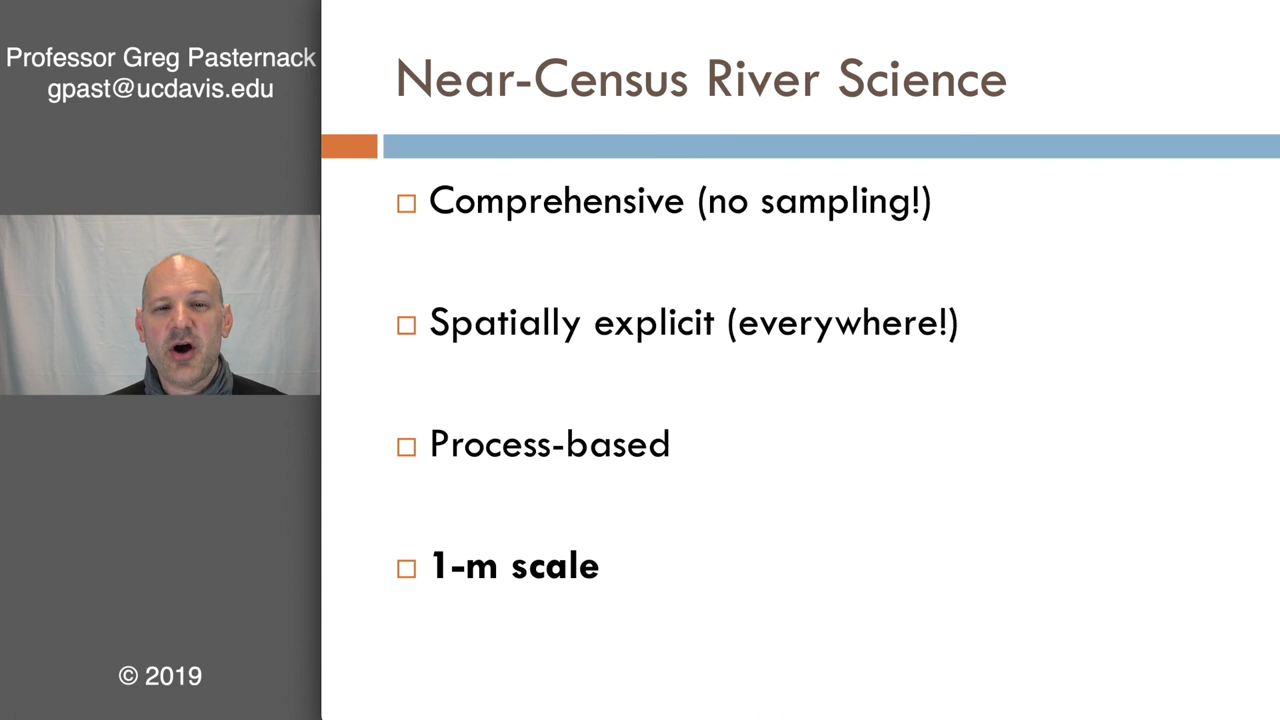 Professor Greg Pasternack
gpast@ucdavis.edu
Near-Census River Science
Comprehensive (no sampling!)
Spatially explicit (everywhere!)
Process-based
1-m scale
© 2019